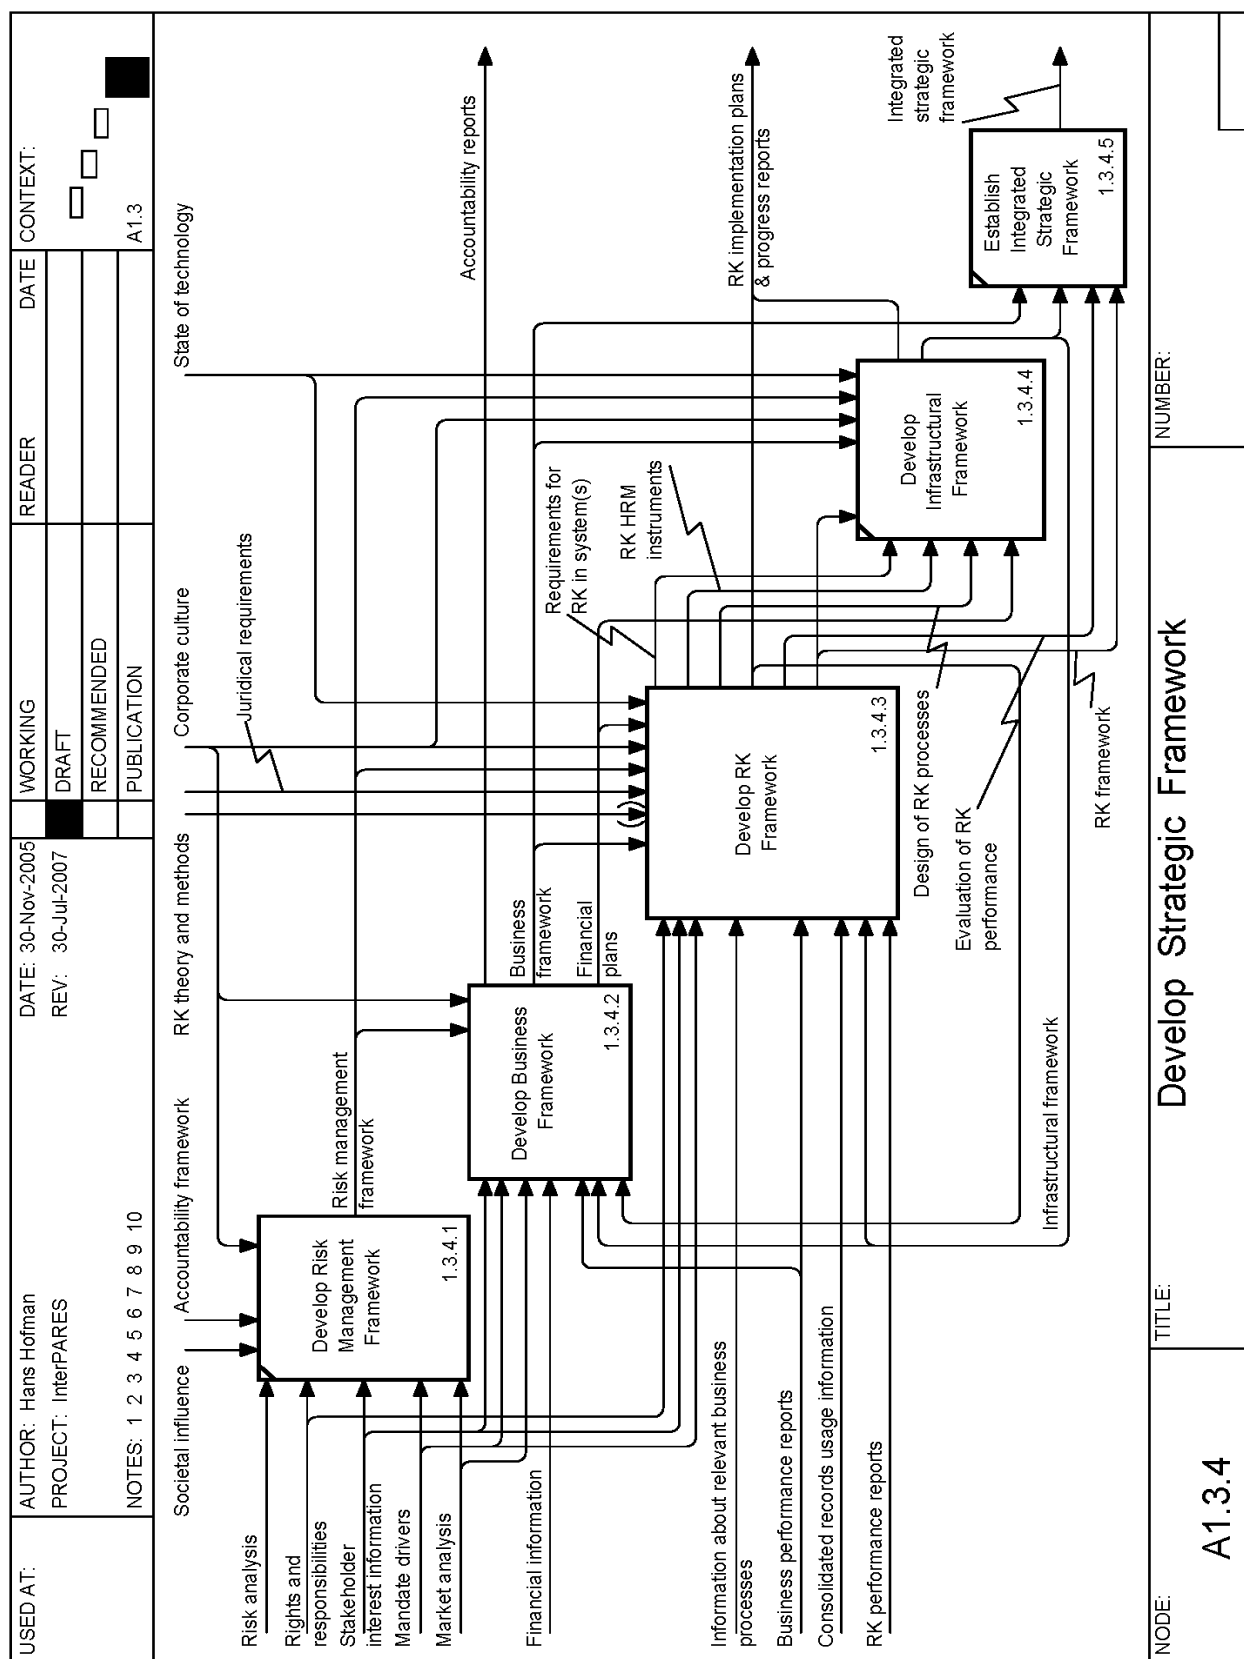 USED AT:
AUTHOR: Hans Hofman
PROJECT: InterPARES
NOTES: 1 2 3 4 5 6 7 8 9 10
DATE: 30-Nov-2005
REV: 30-Jul-2007
WORKING
DRAFT
RECOMMENDED
PUBLICATION
READER
DATE
CONTEXT:
A1.3
Societal influence
Accountability framework
RK theory and methods
Corporate culture
State of technology
Juridical requirements
Risk analysis
Rights and
responsibilities
Stakeholder
interest information
Mandate drivers
Market analysis
Financial information
Information about relevant business
processes
Business performance reports
Consolidated records usage information
RK performance reports
Develop Risk
Management
Framework
1.3.4.1
Risk management
framework
Develop Business
Framework
1.3.4.2
Accountability reports
Business
framework
Financial
plans
Develop RK
Framework
1.3.4.3
Requirements for
RK in system(s)
RK HRM
instruments
RK implementation plans
& progress reports
Design of RK processes
Evaluation of RK
performance
RK framework
Develop
Infrastructural
Framework
1.3.4.4
Infrastructural framework
Establish
Integrated
Strategic
Framework
1.3.4.5
Integrated
strategic
framework
NODE:
A1.3.4
TITLE:
Develop Strategic Framework
NUMBER: